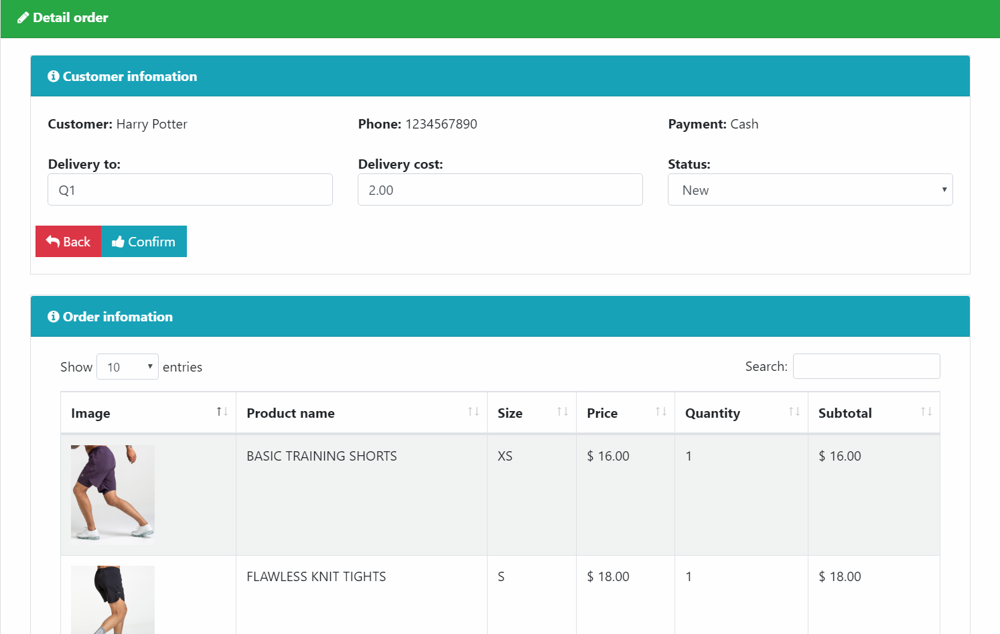 Detail order
Customer infomation
Customer: Harry Potter
Phone: 1234567890
Payment: Cash
Delivery to:
Delivery cost:
Status:
Q1
2.00
New
Back
Confirm
Order infomation
Show 10 entries
Search:
Image
Product name
Size
Price
Quantity
Subtotal
BASIC TRAINING SHORTS
XS
$ 16.00
1
$ 16.00
FLAWLESS KNIT TIGHTS
S
$ 18.00
1
$ 18.00